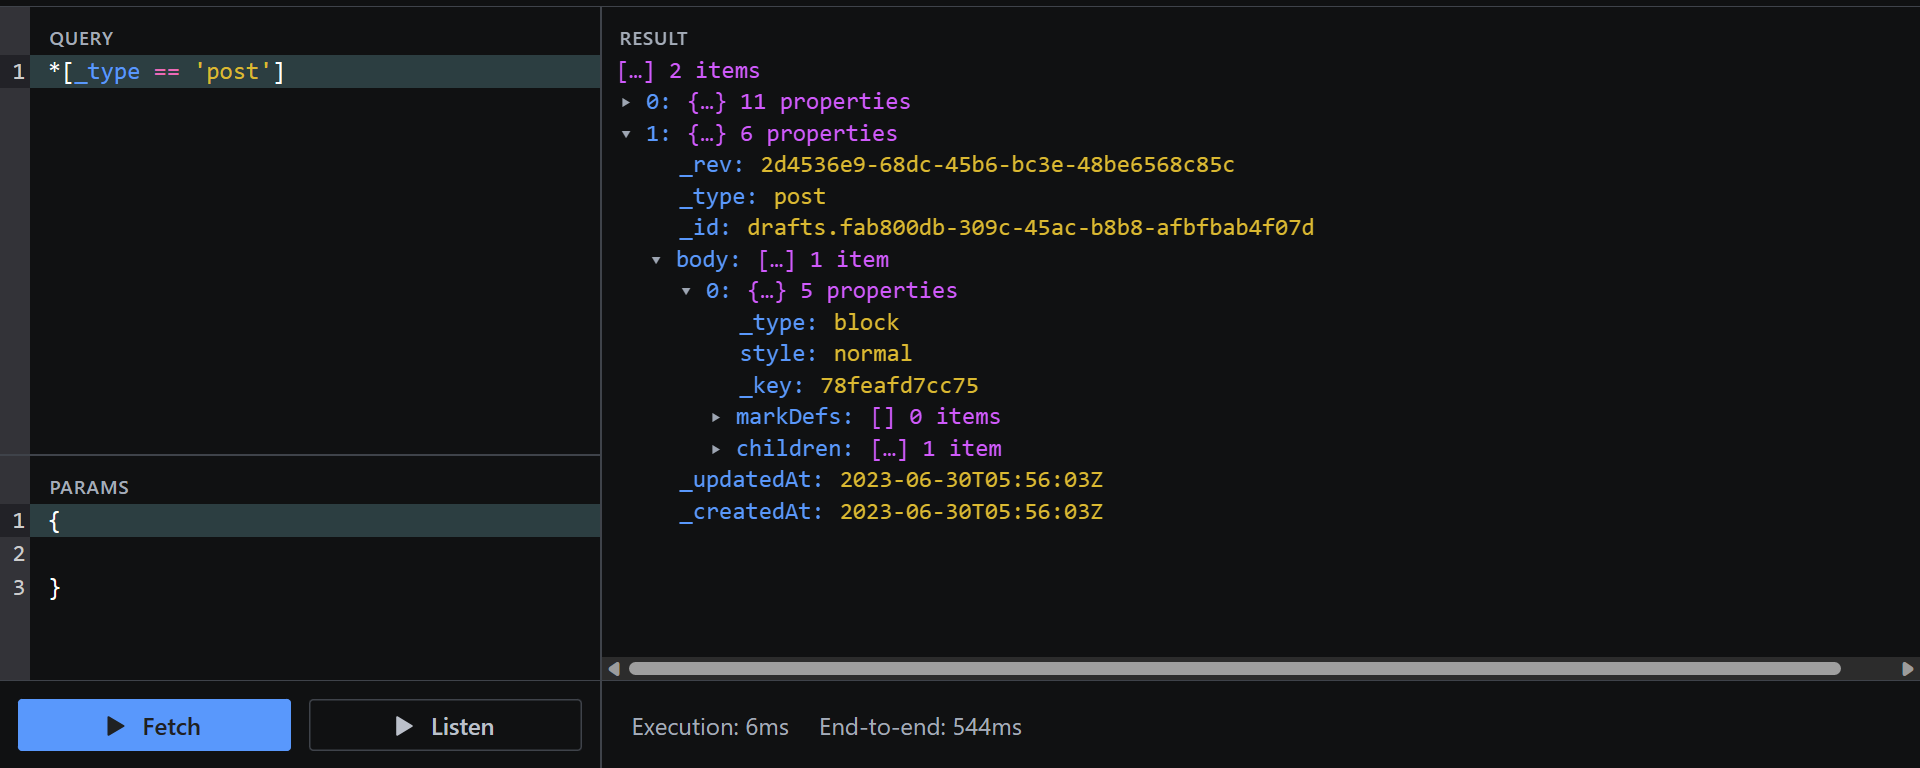 QUERY
1 *[_type == 'post']
PARAMS
1 {
2
3 }
Fetch
Listen
RESULT
[…] 2 items
0: {…} 11 properties
1: {…} 6 properties
_rev: 2d4536e9-68dc-45b6-bc3e-48be6568c85c
_type: post
_id: drafts.fab800db-309c-45ac-b8b8-afbfbab4f07d
body: […] 1 item
0: {…} 5 properties
_type: block
style: normal
_key: 78feafd7cc75
markDefs: [] 0 items
children: […] 1 item
_updatedAt: 2023-06-30T05:56:03Z
_createdAt: 2023-06-30T05:56:03Z
Execution: 6ms End-to-end: 544ms